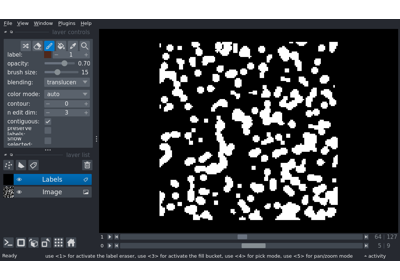 File View Window Plugins Help
layer controls
label: 1
opacity: 0.70
brush size: 15
blending: translucen
color mode: auto
contour: 0
n edit dim: 3
contiguous:
preserve
labels:
show
selected:
layer list
Labels
Image
1 64 127
0 5 9
Ready use <1> for activate the label eraser, use <3> for activate the fill bucket, use <4> for pick mode, use <5> for pan/zoom mode activity